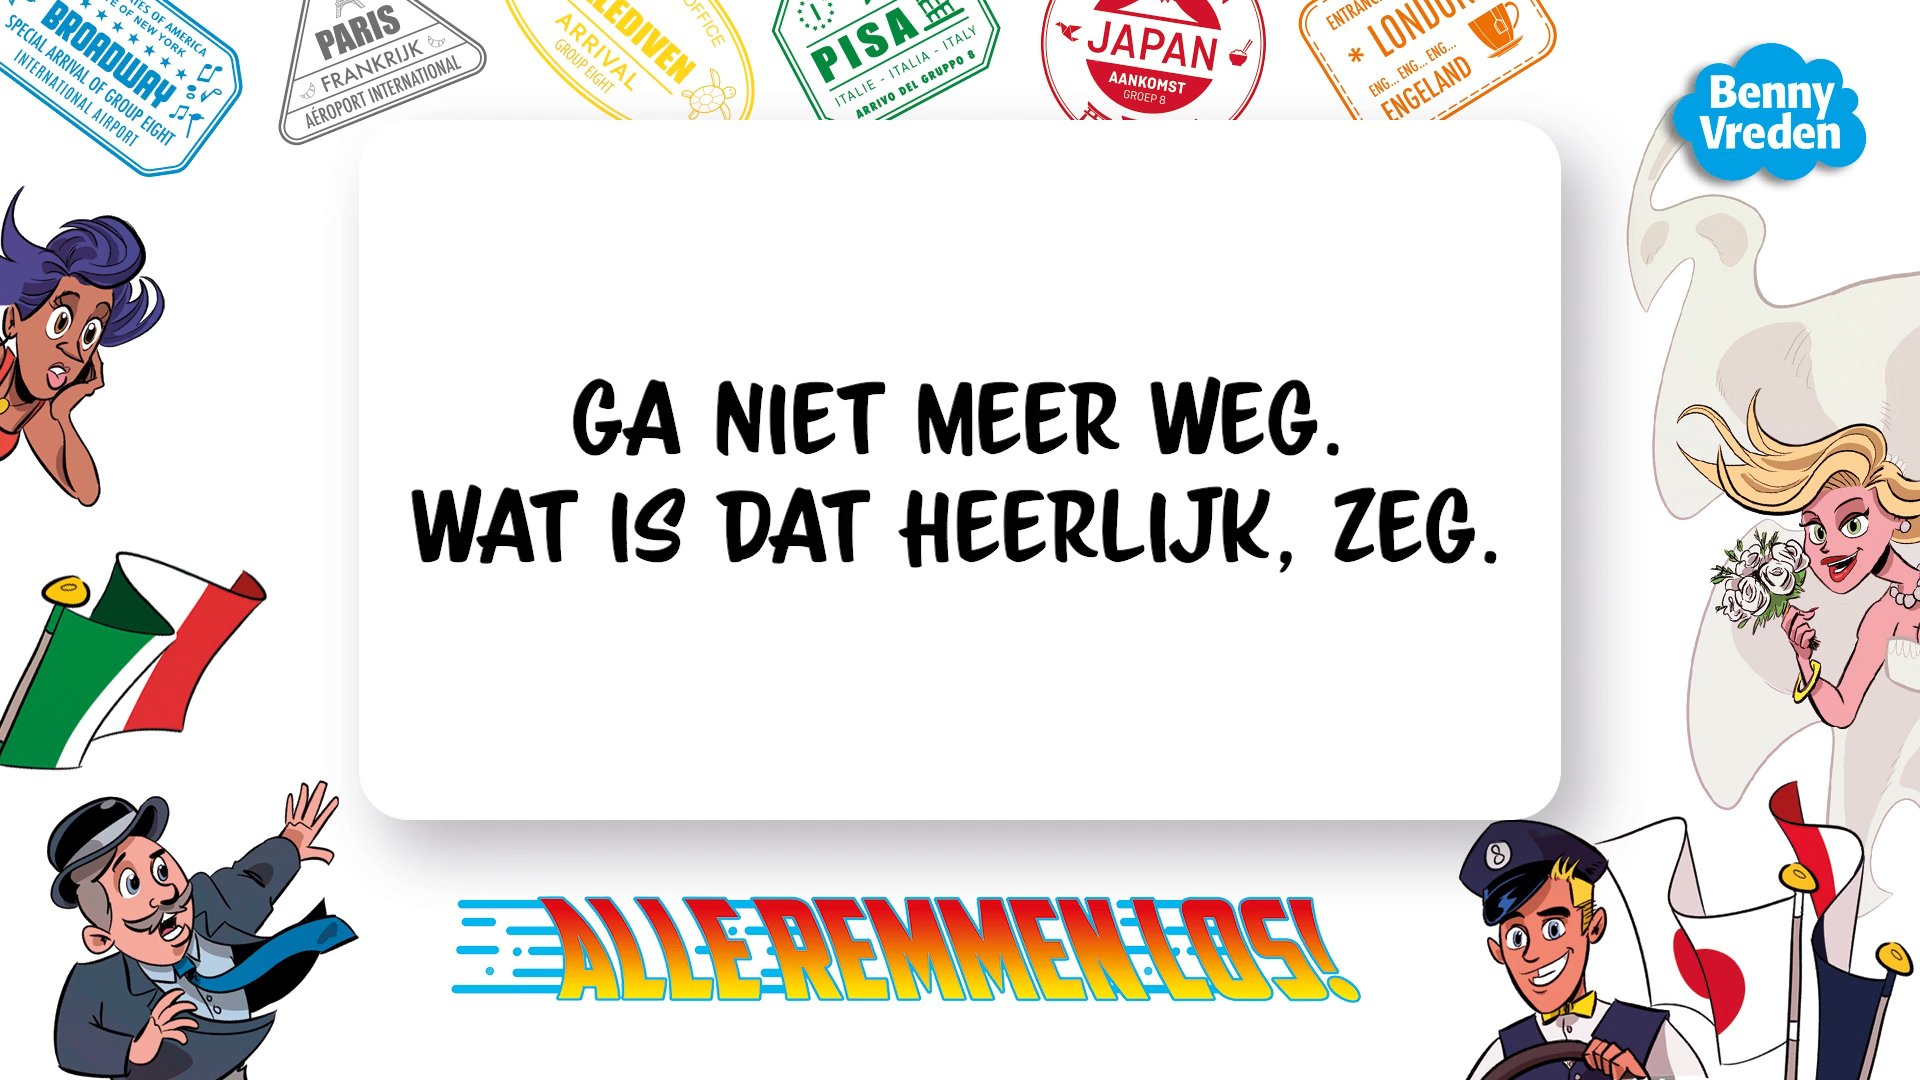 BROADWAY
SPECIAL ARRIVAL OF GROUP EIGHT
INTERNATIONAL AIRPORT
PARIS
FRANKRIJK
AÉROPORT INTERNATIONAL
OFFICE
ARRIVAL
GROUP EIGHT
PISA
ITALIE - ITALIA - ITALY
ARRIVO DEL GRUPPO 8
JAPAN
AANKOMST
GROEP 8
LONDON
ENG... ENG... ENG...
ENGELAND
Benny
Vreden
GA NIET MEER WEG.
WAT IS DAT HEERLIJK, ZEG.
8
ALLE REMMEN LOS!